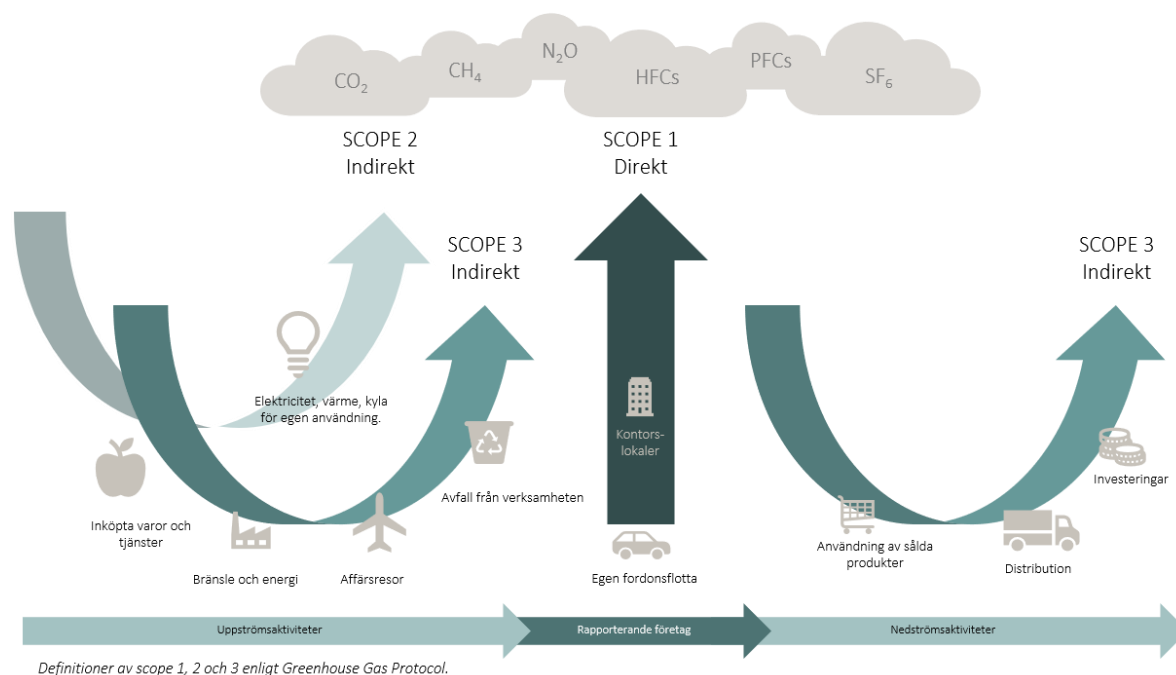 CO₂
CH₄
N₂O
HFCs
PFCs
SF₆
SCOPE 2
Indirekt
SCOPE 1
Direkt
SCOPE 3
Indirekt
SCOPE 3
Indirekt
Elektricitet, värme, kyla
för egen användning.
Kontors-
lokaler
Avfall från verksamheten
Investeringar
Inköpta varor och
tjänster
Bränsle och energi
Affärsresor
Egen fordonsflotta
Användning av sålda
produkter
Distribution
Uppströmsaktiviteter
Rapporterande företag
Nedströmsaktiviteter
Definitioner av scope 1, 2 och 3 enligt Greenhouse Gas Protocol.